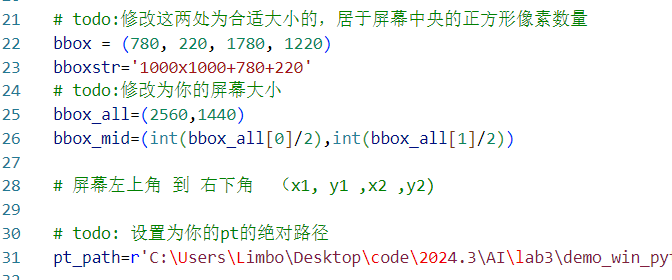 21 # todo:修改这两处为合适大小的，居于屏幕中央的正方形像素数量
22 bbox = (780, 220, 1780, 1220)
23 bboxstr='1000x1000+780+220'
24 # todo:修改为你的屏幕大小
25 bbox_all=(2560,1440)
26 bbox_mid=(int(bbox_all[0]/2),int(bbox_all[1]/2))
27
28 # 屏幕左上角 到 右下角 （x1, y1 ,x2 ,y2)
29
30 # todo: 设置为你的pt的绝对路径
31 pt_path=r'C:\Users\Limbo\Desktop\code\2024.3\AI\lab3\demo_win_py